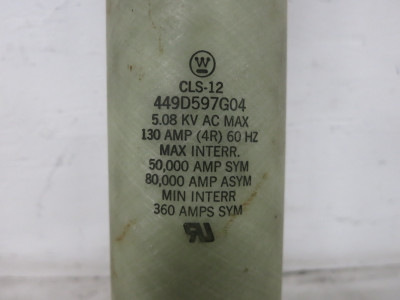 W
CLS-12
449D597G04
5.08 KV AC MAX
130 AMP (4R) 60 HZ
MAX INTERR.
50,000 AMP SYM
80,000 AMP ASYM
MIN INTERR
360 AMPS SYM
RU